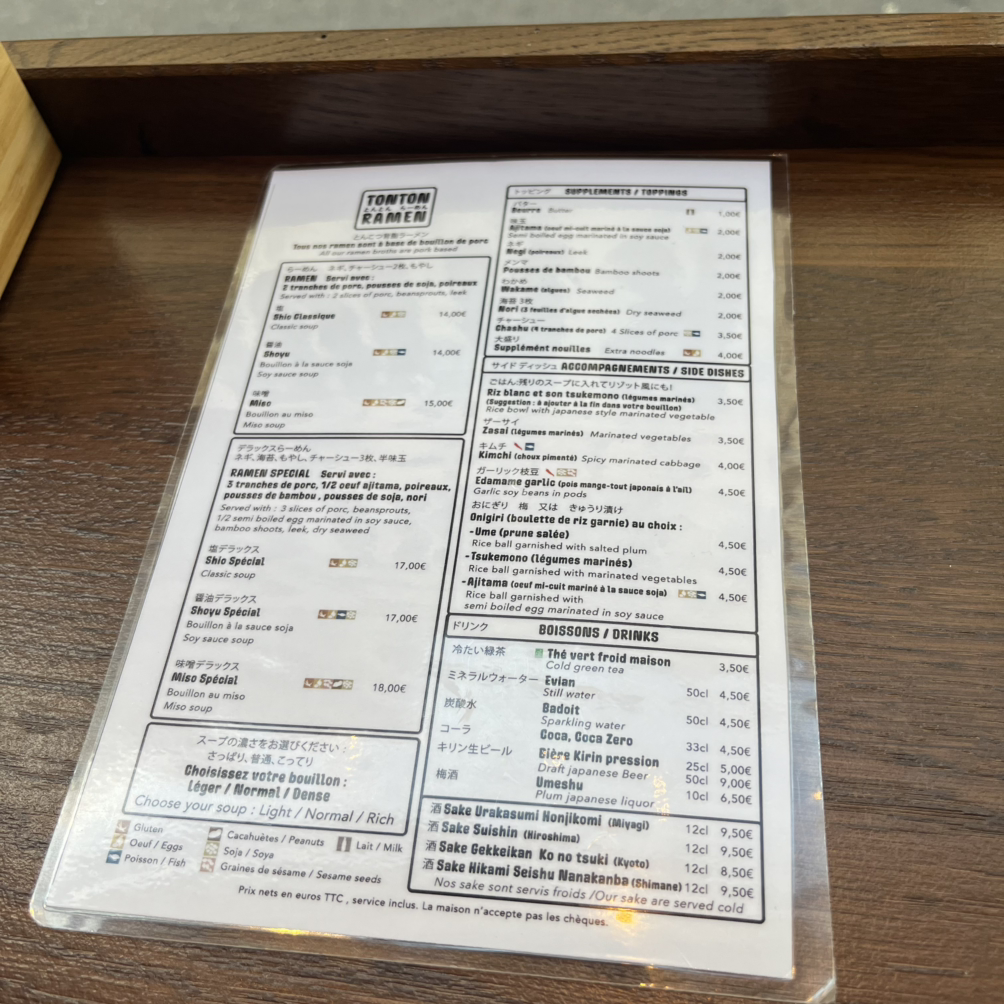 TONTON
とんとん らーめん
RAMEN
とんこつ自製ラーメン
Tous nos ramen sont à base de bouillon de porc
All our ramen broths are pork based
らーめん ネギ、チャーシュー2枚、もやし
RAMEN Servi avec :
2 tranches de porc, pousses de soja, poireaux
Served with : 2 slices of porc, beansprouts, leek
塩
Shio Classique 14,00€
Classic soup
醤油
Shoyu 14,00€
Bouillon à la sauce soja
Soy sauce soup
味噌
Miso 15,00€
Bouillon au miso
Miso soup
デラックスらーめん
ネギ、海苔、もやし、チャーシュー3枚、半味玉
RAMEN SPECIAL Servi avec :
3 tranches de porc, 1/2 oeuf ajitama, poireaux,
pousses de bambou , pousses de soja, nori
Served with : 3 slices of porc, beansprouts,
1/2 semi boiled egg marinated in soy sauce,
bamboo shoots, leek, dry seaweed
塩デラックス
Shio Spécial 17,00€
Classic soup
醤油デラックス
Shoyu Spécial 17,00€
Bouillon à la sauce soja
Soy sauce soup
味噌デラックス
Miso Spécial 18,00€
Bouillon au miso
Miso soup
スープの濃さをお選びください :
さっぱり、普通、こってり
Choisissez votre bouillon :
Léger / Normal / Dense
Choose your soup : Light / Normal / Rich
Gluten
Oeuf / Eggs
Poisson / Fish
Cacahuètes / Peanuts
Soja / Soya
Graines de sésame / Sesame seeds
Lait / Milk
トッピング SUPPLEMENTS / TOPPINGS
バター
Beurre Butter 1,00€
味玉
Ajitama (oeuf mi-cuit mariné à la sauce soja) 2,00€
Semi boiled egg marinated in soy sauce
ネギ
Negi (poireaux) Leek 2,00€
メンマ
Pousses de bambou Bamboo shoots 2,00€
わかめ
Wakame (algues) Seaweed 2,00€
海苔 3枚
Nori (3 feuilles d'algue sechées) Dry seaweed 2,00€
チャーシュー
Chashu (4 tranches de porc) 4 Slices of porc 3,50€
大盛り
Supplément nouilles Extra noodles 4,00€
サイド ディッシュ ACCOMPAGNEMENTS / SIDE DISHES
ごはん:残りのスープに入れてリゾット風にも!
Riz blanc et son tsukemono (légumes marinés) 3,50€
(Suggestion : à ajouter à la fin dans votre bouillon)
Rice bowl with japanese style marinated vegetable
ザーサイ
Zasai (légumes marinés) Marinated vegetables 3,50€
キムチ
Kimchi (choux pimenté) Spicy marinated cabbage 4,00€
ガーリック枝豆
Edamame garlic (pois mange-tout japonais à l'ail) 4,50€
Garlic soy beans in pods
おにぎり 梅 又は きゅうり漬け
Onigiri (boulette de riz garnie) au choix :
-Ume (prune salée)
Rice ball garnished with salted plum 4,50€
-Tsukemono (légumes marinés)
Rice ball garnished with marinated vegetables 4,50€
-Ajitama (oeuf mi-cuit mariné à la sauce soja) 4,50€
Rice ball garnished with
semi boiled egg marinated in soy sauce
ドリンク BOISSONS / DRINKS
冷たい緑茶 Thé vert froid maison 3,50€
Cold green tea
ミネラルウォーター Evian 50cl 4,50€
Still water
炭酸水 Badoit 50cl 4,50€
Sparkling water
コーラ Coca, Coca Zero 33cl 4,50€
キリン生ビール Bière Kirin pression 25cl 5,00€
Draft japanese Beer 50cl 9,00€
梅酒 Umeshu 10cl 6,50€
Plum japanese liquor
酒 Sake Urakasumi Honjikomi (Miyagi) 12cl 9,50€
酒 Sake Suishin (Hiroshima) 12cl 9,50€
酒 Sake Gekkeikan Ko no tsuki (Kyoto) 12cl 8,50€
酒 Sake Hikami Seishu Nanakanba (Shimane) 12cl 9,50€
Nos sake sont servis froids /Our sake are served cold
Prix nets en euros TTC , service inclus. La maison n'accepte pas les chèques.